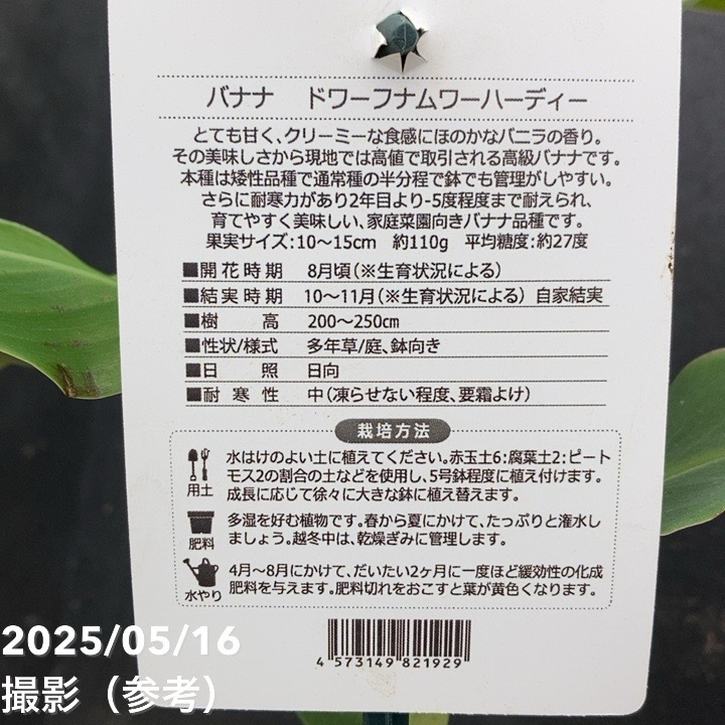 バナナ　ドワーフナムワーハーディー
とても甘く、クリーミーな食感にほのかなバニラの香り。
その美味しさから現地では高値で取引される高級バナナです。
本種は矮性品種で通常種の半分程で鉢でも管理がしやすい。
さらに耐寒力があり2年目より-5度程度まで耐えられ、
育てやすく美味しい、家庭菜園向きバナナ品種です。
果実サイズ:10～15cm　約110g　平均糖度:約27度
■開花時期　8月頃(※生育状況による)
■結実時期　10～11月(※生育状況による) 自家結実
■樹　　高　200～250cm
■性状/様式　多年草/庭、鉢向き
■日　　照　日向
■耐寒性　中(凍らせない程度、要霜よけ)
栽培方法
水はけのよい土に植えてください。赤玉土6:腐葉土2:ピート
モス2の割合の土などを使用し、5号鉢程度に植え付けます。
用土
成長に応じて徐々に大きな鉢に植え替えます。
多湿を好む植物です。春から夏にかけて、たっぷりと潅水し
肥料
ましょう。越冬中は、乾燥ぎみに管理します。
4月～8月にかけて、だいたい2ヶ月に一度ほど緩効性の化成
水やり
肥料を与えます。肥料切れをおこすと葉が黄色くなります。
4 573149 821929
2025/05/16
撮影（参考）